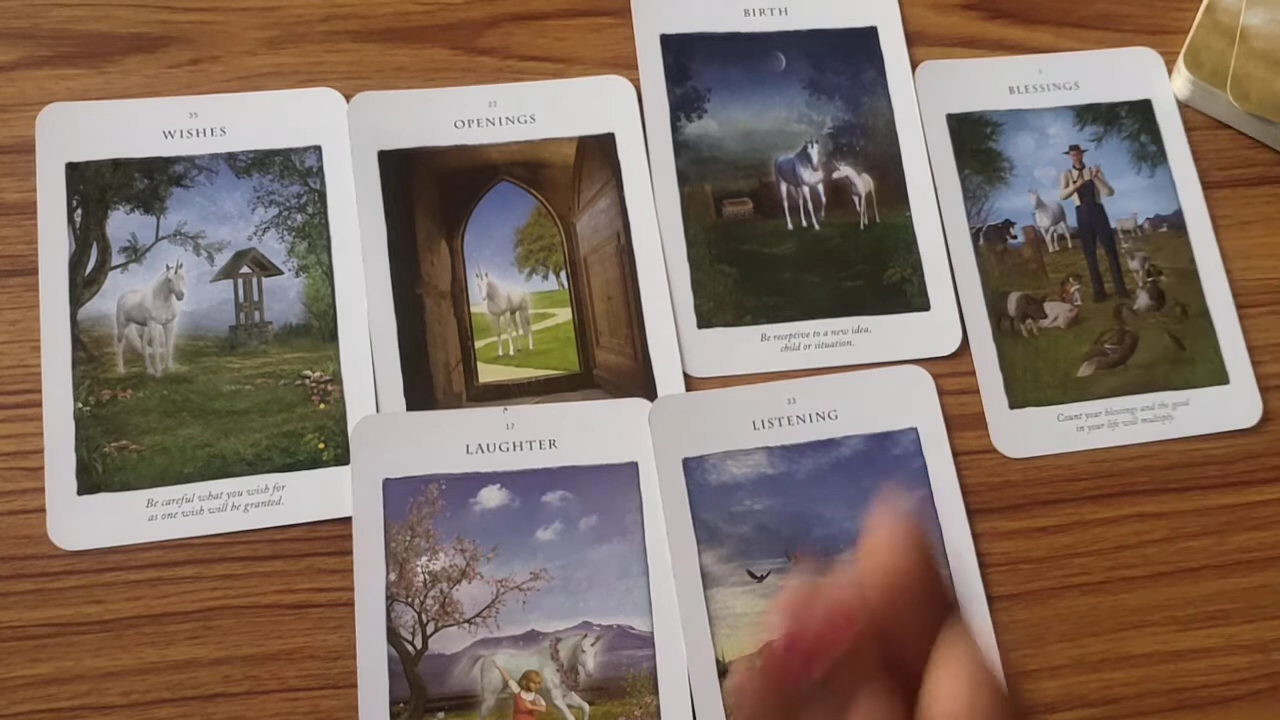 35
WISHES
Be careful what you wish for
as one wish will be granted.
22
OPENINGS
BIRTH
Be receptive to a new idea,
child or situation.
BLESSINGS
Count your blessings and the good
in your life will multiply.
17
LAUGHTER
33
LISTENING